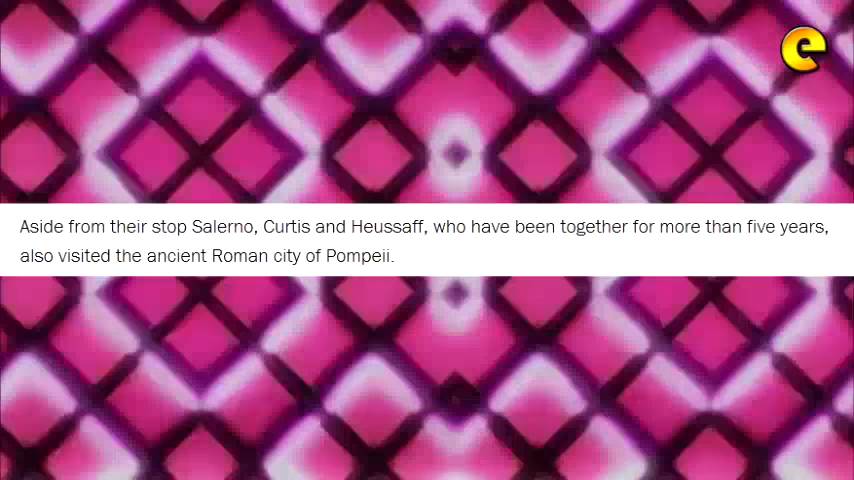 e
Aside from their stop Salerno, Curtis and Heussaff, who have been together for more than five years,
also visited the ancient Roman city of Pompeii.